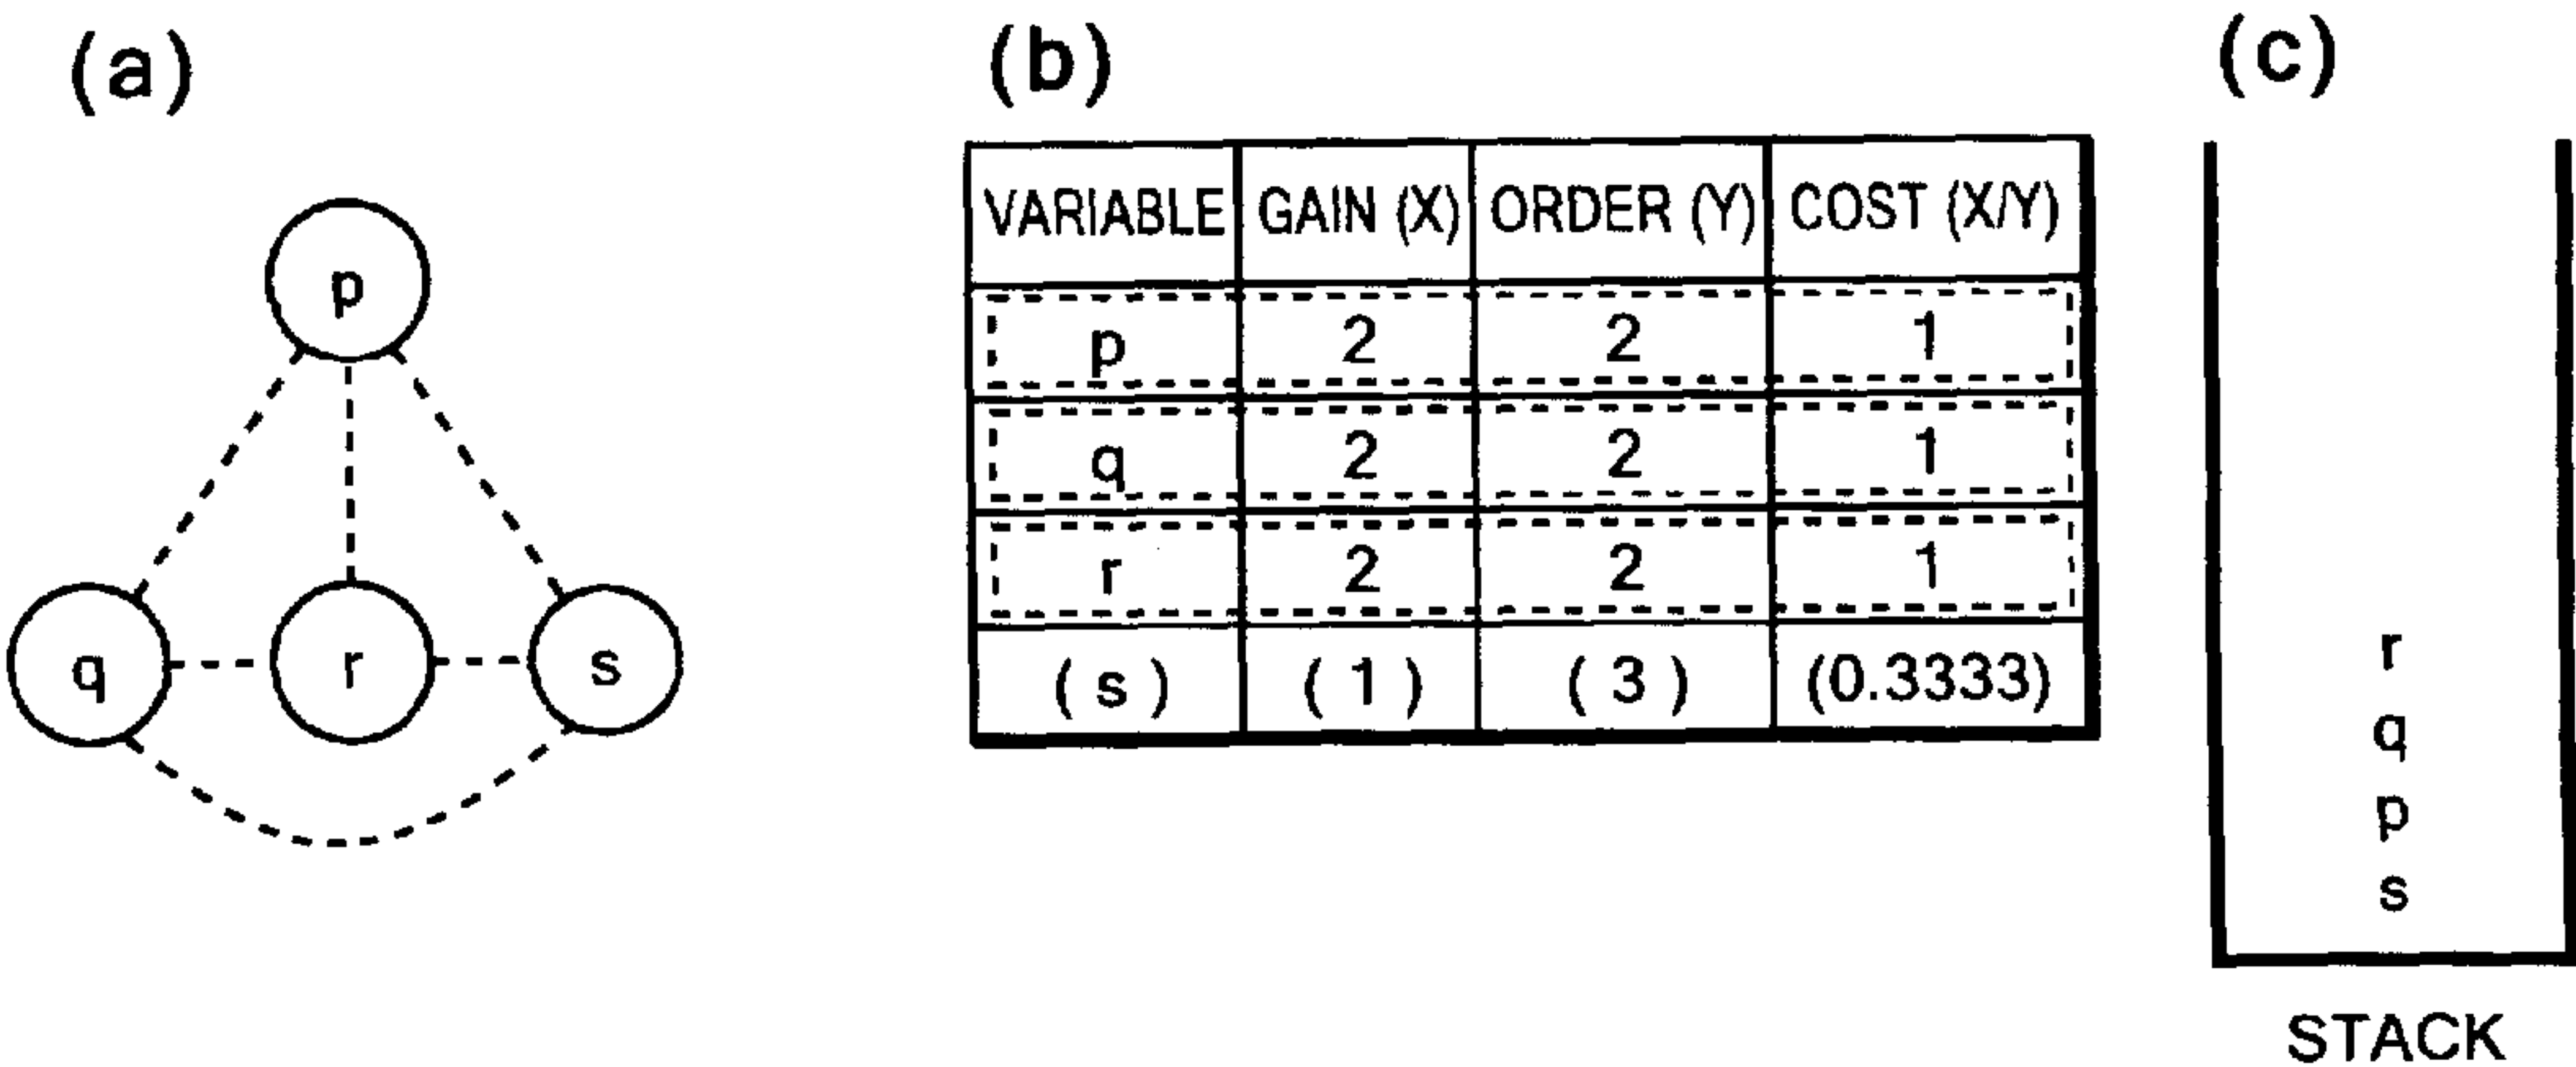 (a)
p
q r s
(b)
VARIABLE GAIN (X) ORDER (Y) COST (X/Y)
p 2 2 1
q 2 2 1
r 2 2 1
( s ) ( 1 ) ( 3 ) (0.3333)
(c)
r
q
p
s
STACK